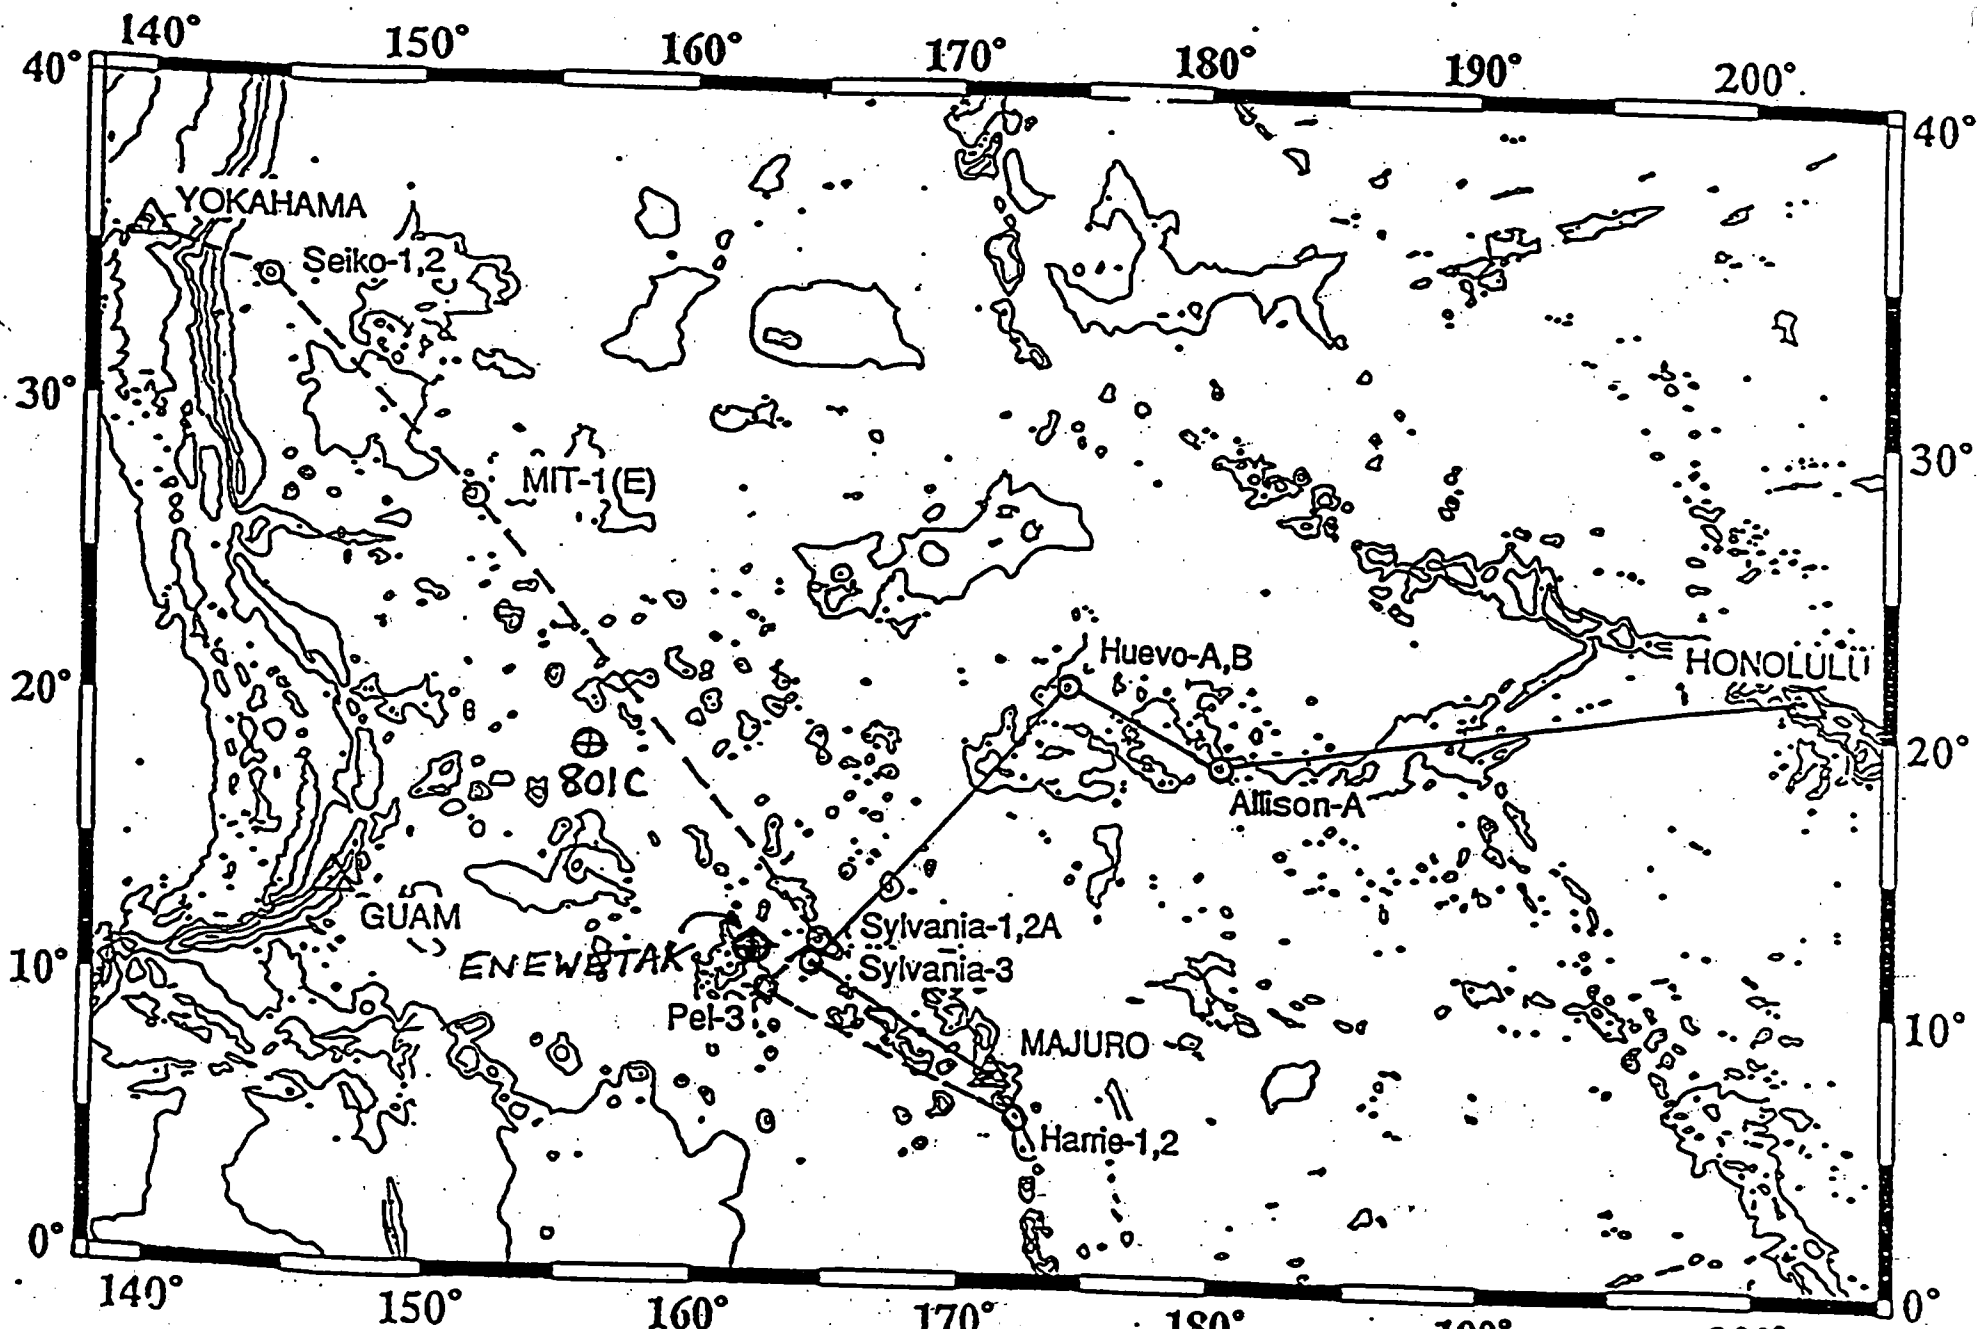 140° 150° 160° 170° 180° 190° 200°
40° 40°
YOKAHAMA
Seiko-1,2
30° 30°
MIT-1(E)
Huevo-A,B
HONOLULU
20° 20°
801C
Allison-A
GUAM
Sylvania-1,2A
ENEWETAK
Sylvania-3
10° 10°
Pel-3
MAJURO
Harrie-1,2
0° 0°
140° 150° 160° 170° 180° 190° 200°